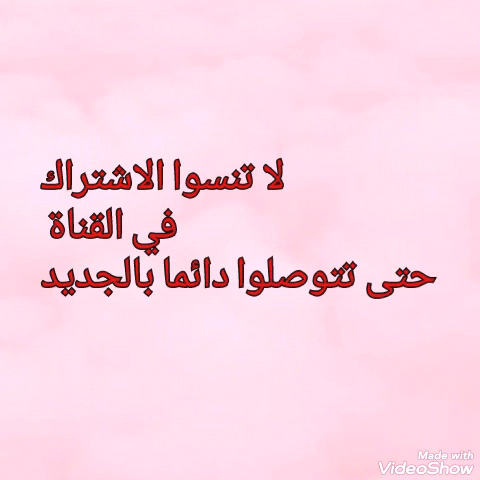 لا تنسوا الاشتراك
في القناة
حتى تتوصلوا دائما بالجديد
Made with
VideoShow